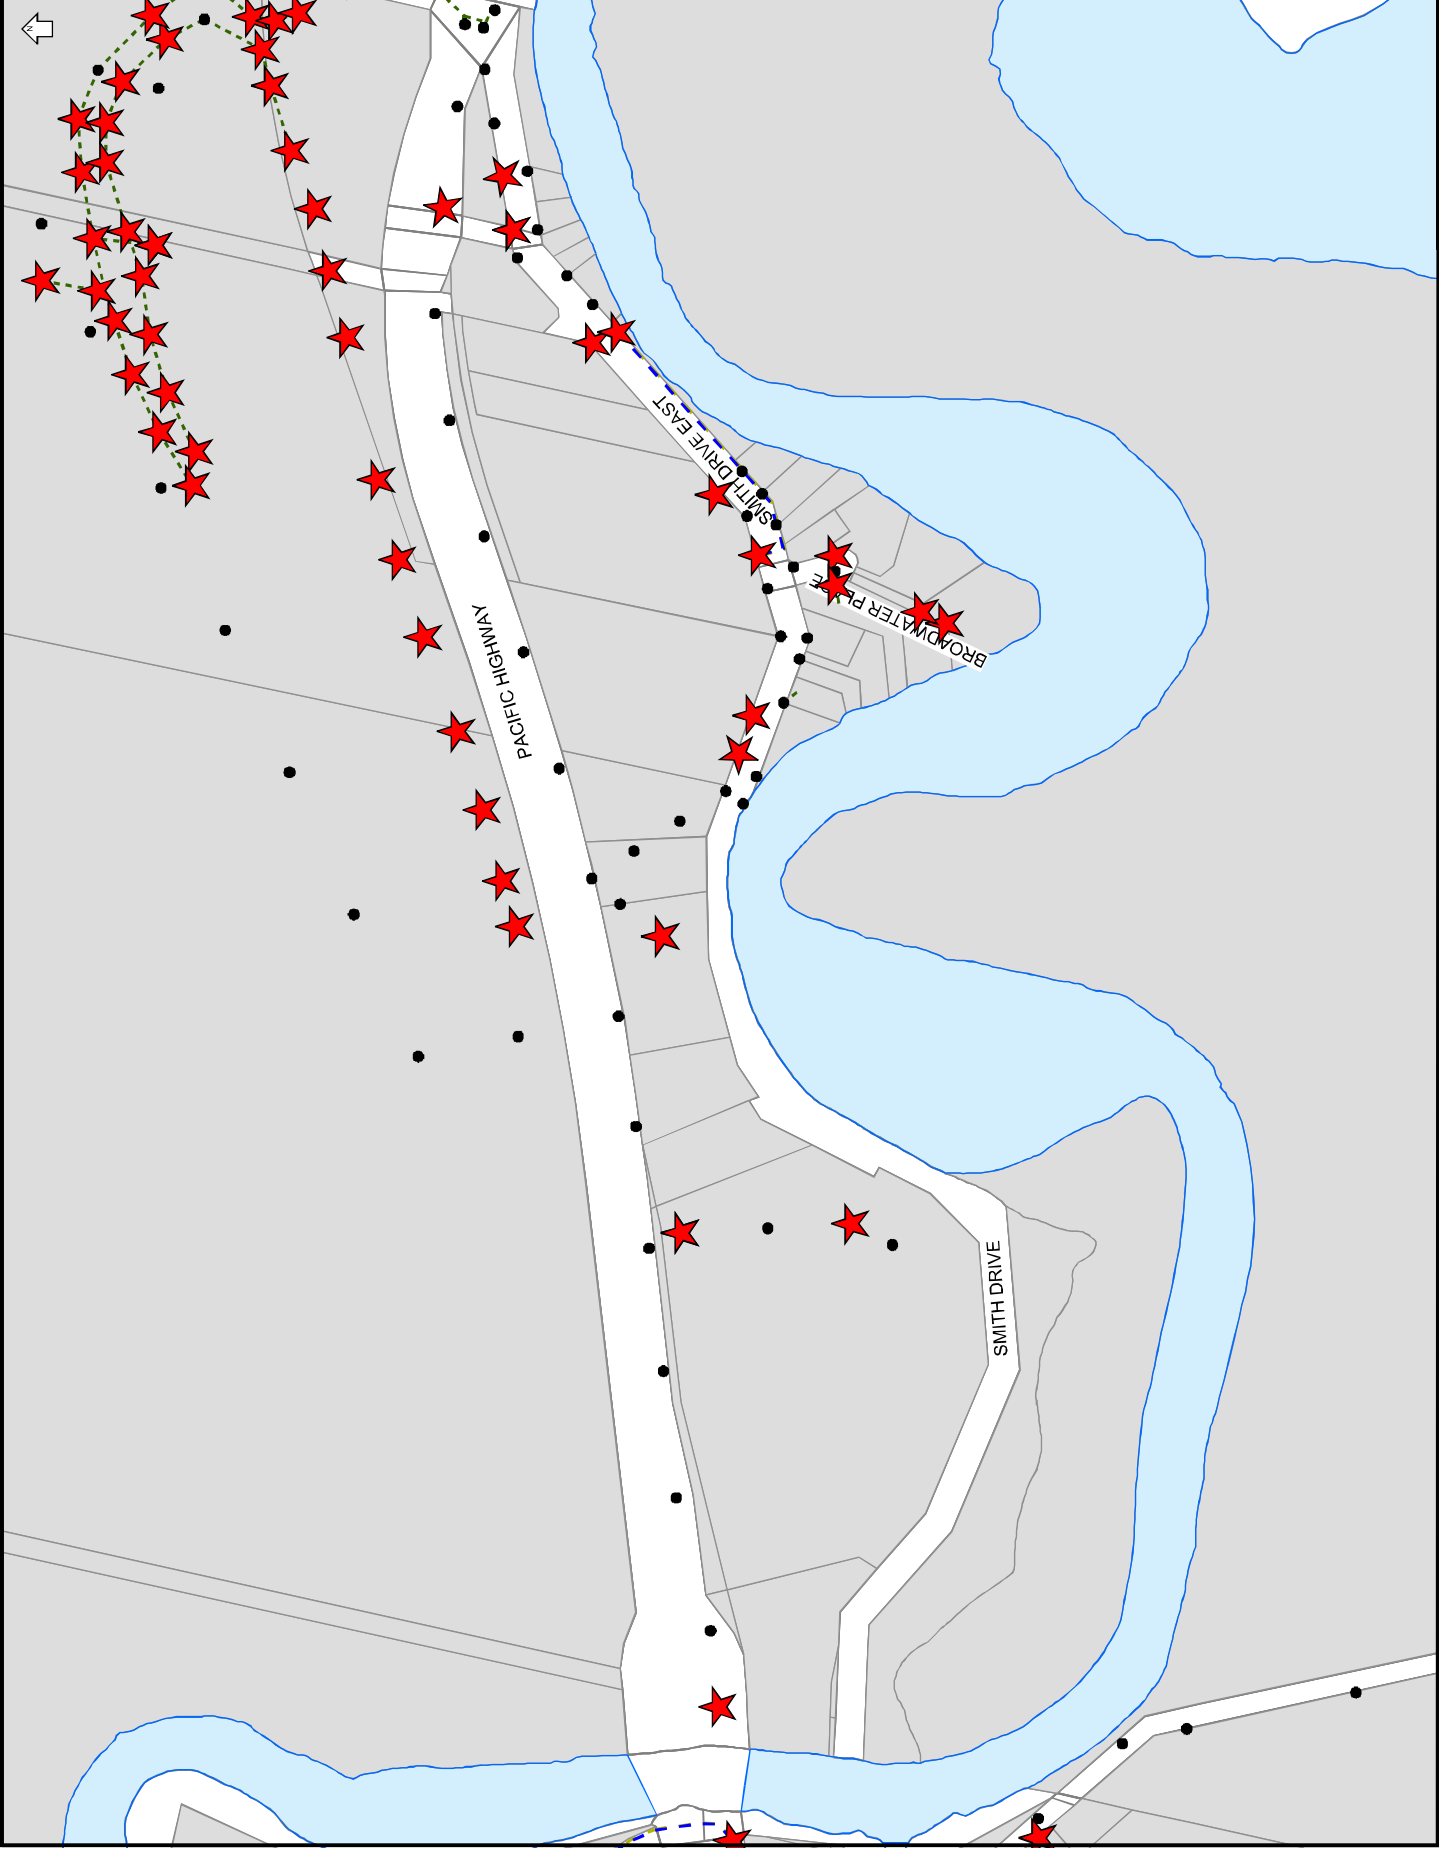 N
SMITH DRIVE EAST
BROADWATER PLACE
PACIFIC HIGHWAY
SMITH DRIVE